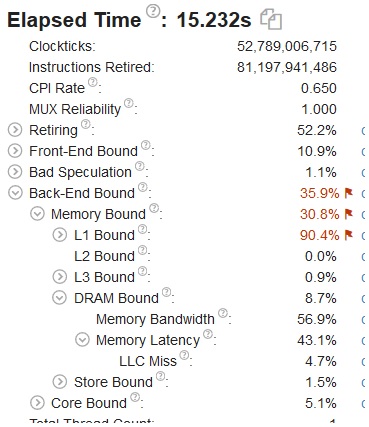 Elapsed Time ?: 15.232s
Clockticks: 52,789,006,715
Instructions Retired: 81,197,941,486
CPI Rate ?: 0.650
MUX Reliability ?: 1.000
Retiring ?: 52.2%
Front-End Bound ?: 10.9%
Bad Speculation ?: 1.1%
Back-End Bound ?: 35.9%
Memory Bound ?: 30.8%
L1 Bound ?: 90.4%
L2 Bound ?: 0.0%
L3 Bound ?: 0.9%
DRAM Bound ?: 8.7%
Memory Bandwidth ?: 56.9%
Memory Latency ?: 43.1%
LLC Miss ?: 4.7%
Store Bound ?: 1.5%
Core Bound ?: 5.1%
Total Thread Count: 1